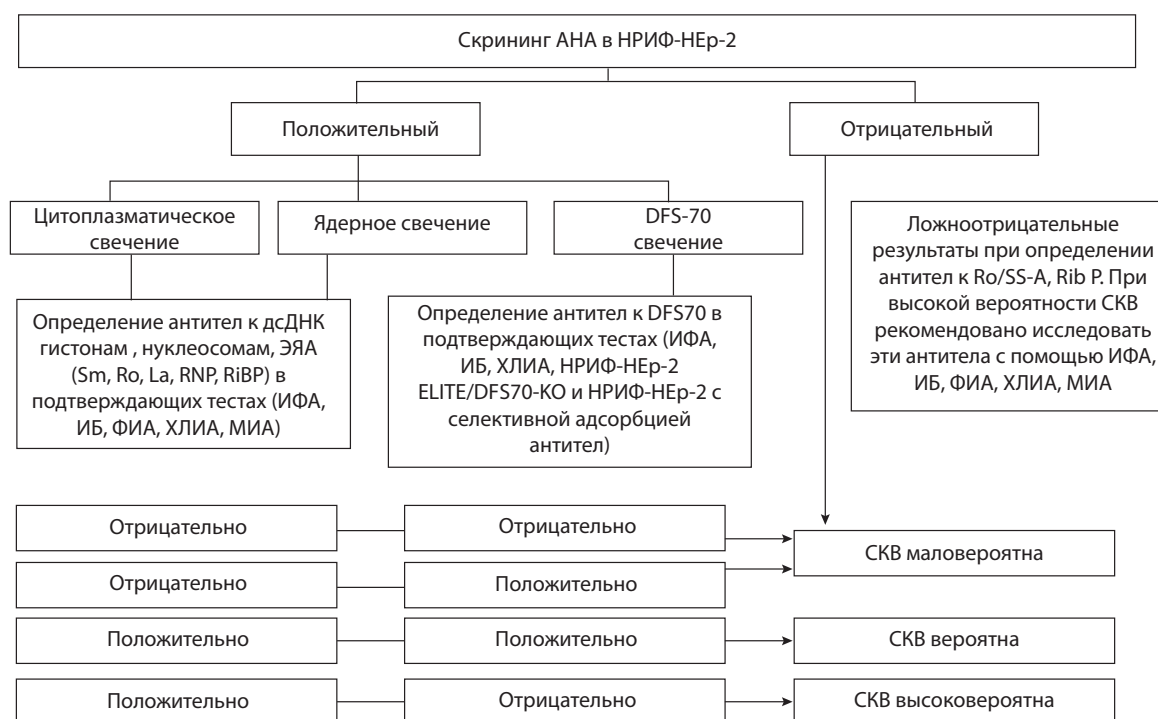 Скрининг АНА в НРИФ-HEp-2
Положительный
Отрицательный
Цитоплазматическое
свечение
Ядерное свечение
DFS-70
свечение
Ложноотрицательные
результаты при определении
антител к Ro/SS-A, Rib P. При
высокой вероятности СКВ
рекомендовано исследовать
эти антитела с помощью ИФА,
ИБ, ФИА, ХЛИА, МИА
Определение антител к дсДНК
гистонам , нуклеосомам, ЭЯА
(Sm, Ro, La, RNP, RiBP) в
подтверждающих тестах (ИФА,
ИБ, ФИА, ХЛИА, МИА)
Определение антител к DFS70 в
подтверждающих тестах (ИФА,
ИБ, ХЛИА, НРИФ-HEp-2
ELITE/DFS70-KO и НРИФ-HEp-2 с
селективной адсорбцией
антител)
Отрицательно
Отрицательно
СКВ маловероятна
Отрицательно
Положительно
Положительно
Положительно
СКВ вероятна
Положительно
Отрицательно
СКВ высоковероятна